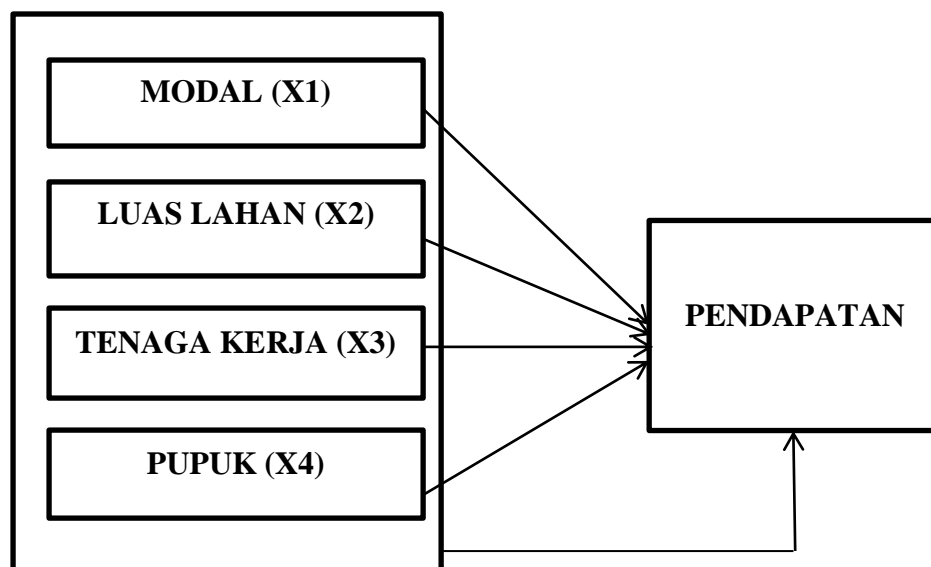 MODAL (X1)
LUAS LAHAN (X2)
TENAGA KERJA (X3)
PUPUK (X4)
PENDAPATAN